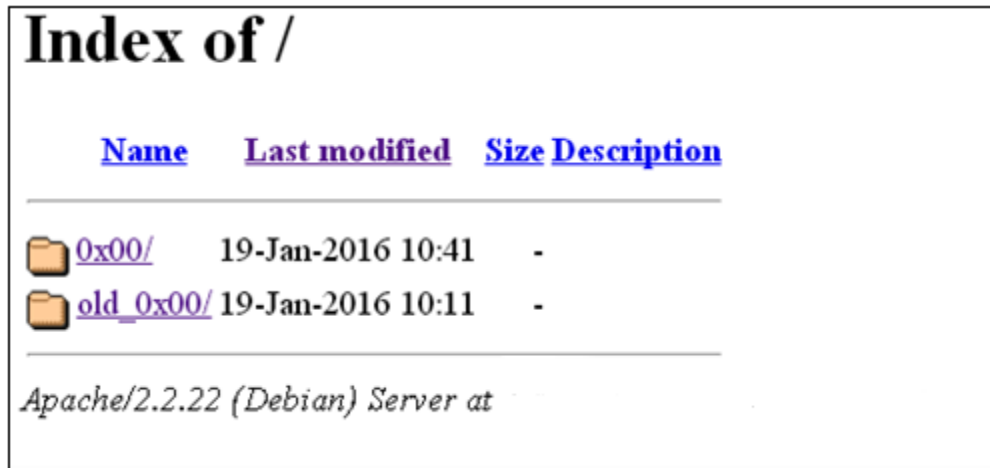 Index of /
Name Last modified Size Description
0x00/ 19-Jan-2016 10:41 -
old_0x00/ 19-Jan-2016 10:11 -
Apache/2.2.22 (Debian) Server at